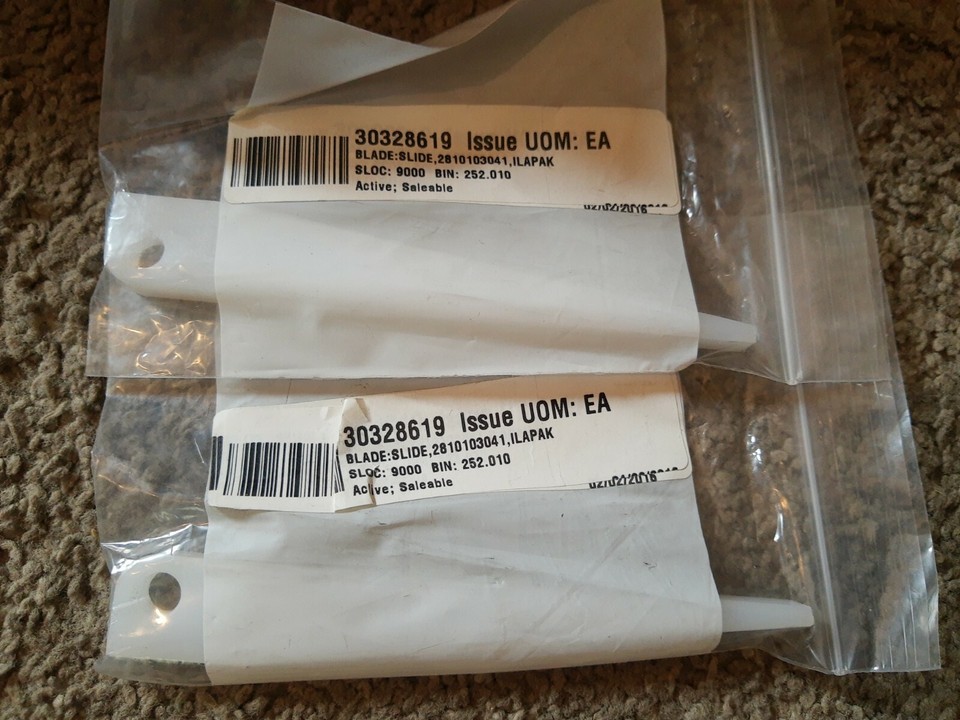 30328619 Issue UOM: EA
BLADE:SLIDE,2810103041,ILAPAK
SLOC: 9000 BIN: 252.010
Active; Saleable
30328619 Issue UOM: EA
BLADE:SLIDE,2810103041,ILAPAK
SLOC: 9000 BIN: 252.010
Active; Saleable